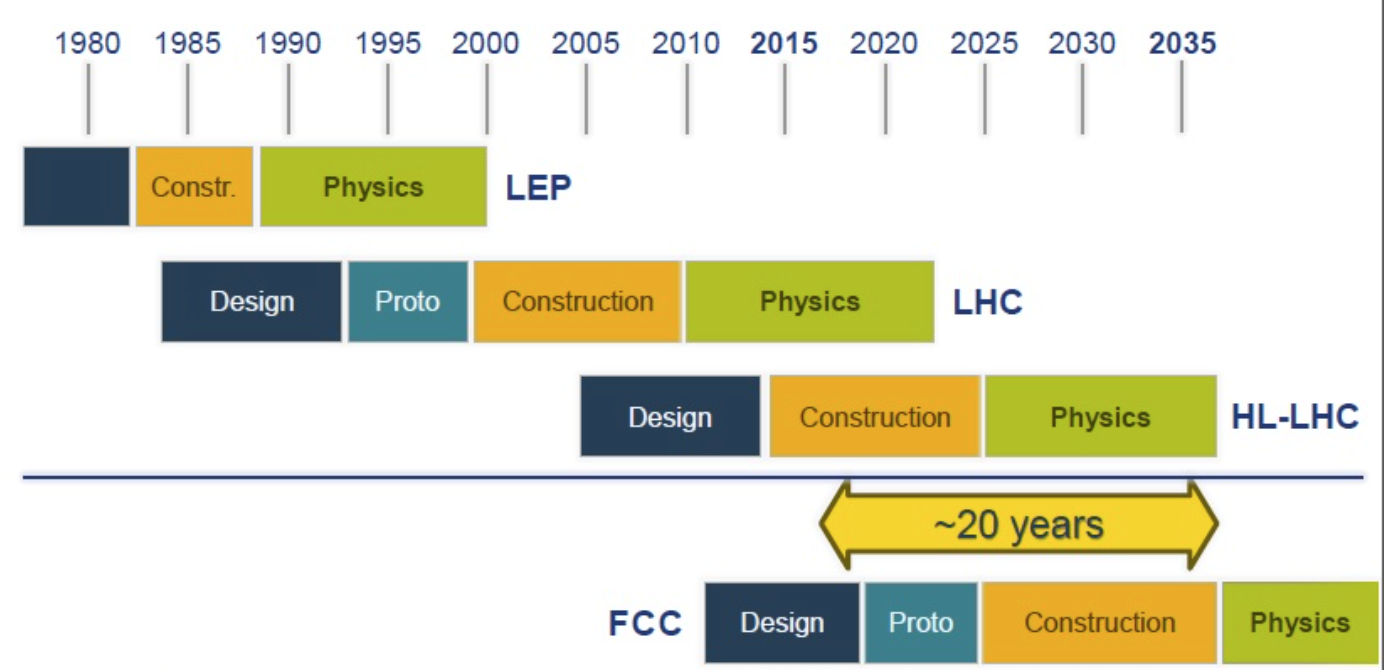 1980 1985 1990 1995 2000 2005 2010 2015 2020 2025 2030 2035
Constr. Physics LEP
Design Proto Construction Physics LHC
Design Construction Physics HL-LHC
~20 years
FCC Design Proto Construction Physics